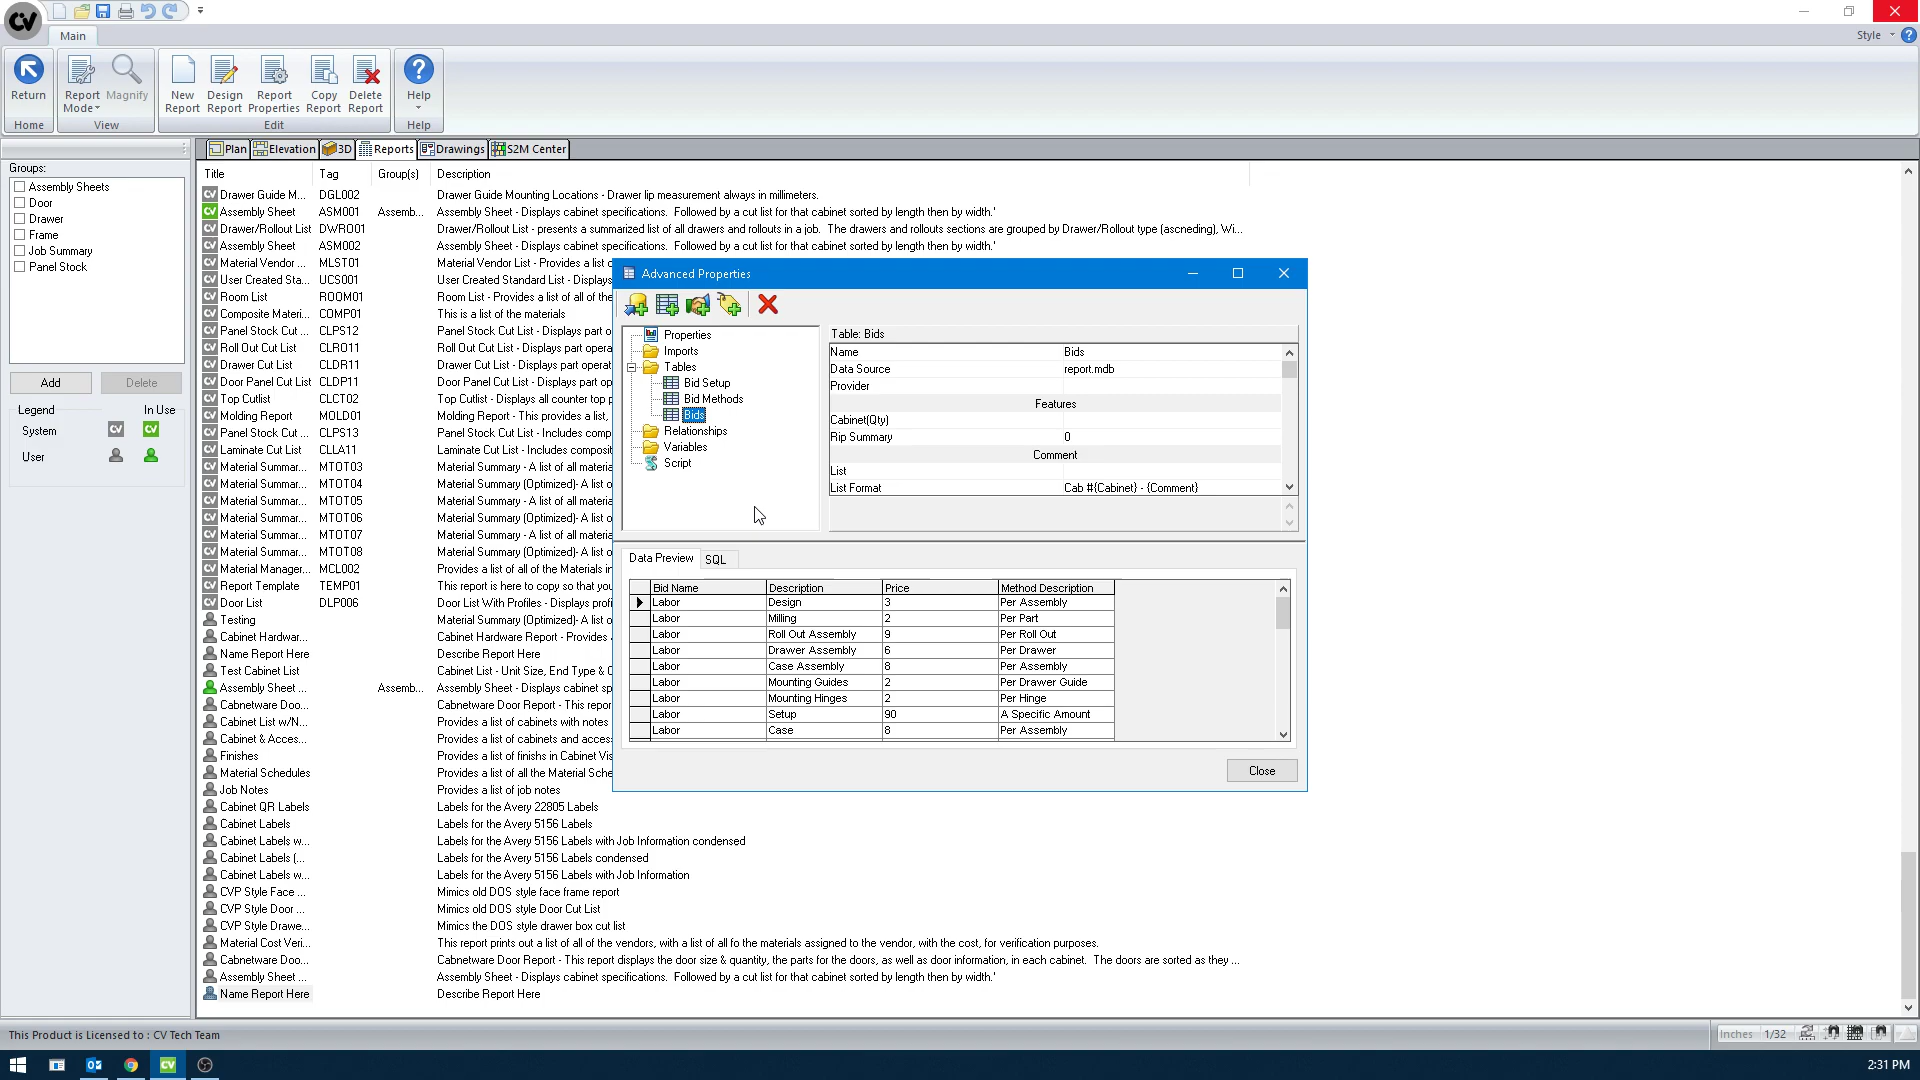 CV
Main
Style
Return
Report Mode
Magnify
New Report
Design Report
Report Properties
Copy Report
Delete Report
Help
Home
View
Edit
Help
Groups:
Assembly Sheets
Door
Drawer
Frame
Job Summary
Panel Stock
Add
Delete
Legend
In Use
System
User
Plan
Elevation
3D
Reports
Drawings
S2M Center
Title Tag Group(s) Description
Drawer Guide M... DGL002 Drawer Guide Mounting Locations - Drawer lip measurement always in millimeters.
Assembly Sheet ASM001 Assemb... Assembly Sheet - Displays cabinet specifications. Followed by a cut list for that cabinet sorted by length then by width.'
Drawer/Rollout List DWRO01 Drawer/Rollout List - presents a summarized list of all drawers and rollouts in a job. The drawers and rollouts sections are grouped by Drawer/Rollout type (ascneding), Wi...
Assembly Sheet ASM002 Assembly Sheet - Displays cabinet specifications. Followed by a cut list for that cabinet sorted by length then by width.'
Material Vendor ... MLST01 Material Vendor List - Provides a list o
User Created Sta... UCS001 User Created Standard List - Displays
Room List ROOM01 Room List - Provides a list of all of the
Composite Materi... COMP01 This is a list of the materials
Panel Stock Cut ... CLPS12 Panel Stock Cut List - Displays part o
Roll Out Cut List CLRO11 Roll Out Cut List - Displays part opera
Drawer Cut List CLDR11 Drawer Cut List - Displays part operat
Door Panel Cut List CLDP11 Door Panel Cut List - Displays part op
Top Cutlist CLCT02 Top Cutlist - Displays all counter top p
Molding Report MOLD01 Molding Report - This provides a list,
Panel Stock Cut ... CLPS13 Panel Stock Cut List - Includes comp
Laminate Cut List CLLA11 Laminate Cut List - Includes composit
Material Summar... MTOT03 Material Summary - A list of all materia
Material Summar... MTOT04 Material Summary (Optimized)- A list o
Material Summar... MTOT05 Material Summary - A list of all materia
Material Summar... MTOT06 Material Summary (Optimized)- A list o
Material Summar... MTOT07 Material Summary - A list of all materia
Material Summar... MTOT08 Material Summary (Optimized)- A list o
Material Manager... MCL002 Provides a list of all of the Materials in
Report Template TEMP01 This report is here to copy so that you
Door List DLP006 Door List With Profiles - Displays profi
Testing Material Summary (Optimized)- A list o
Cabinet Hardwar... Cabinet Hardware Report - Provides a
Name Report Here Describe Report Here
Test Cabinet List Cabinet List - Unit Size, End Type & C
Assembly Sheet ... Assemb... Assembly Sheet - Displays cabinet sp
Cabnetware Doo... Cabnetware Door Report - This repor
Cabinet List w/N... Provides a list of cabinets with notes
Cabinet & Acces... Provides a list of cabinets and access
Finishes Provides a list of finishs in Cabinet Vis
Material Schedules Provides a list of all the Material Sche
Job Notes Provides a list of job notes
Cabinet QR Labels Labels for the Avery 22805 Labels
Cabinet Labels Labels for the Avery 5156 Labels
Cabinet Labels w... Labels for the Avery 5156 Labels with Job Information condensed
Cabinet Labels (... Labels for the Avery 5156 Labels condensed
Cabinet Labels w... Labels for the Avery 5156 Labels with Job Information
CVP Style Face ... Mimics old DOS style face frame report
CVP Style Door ... Mimics old DOS style Door Cut List
CVP Style Drawe... Mimics the DOS style drawer box cut list
Material Cost Veri... This report prints out a list of all of the vendors, with a list of all fo the materials assigned to the vendor, with the cost, for verification purposes.
Cabnetware Doo... Cabnetware Door Report - This report displays the door size & quantity, the parts for the doors, as well as door information, in each cabinet. The doors are sorted as they ...
Assembly Sheet ... Assembly Sheet - Displays cabinet specifications. Followed by a cut list for that cabinet sorted by length then by width.'
Name Report Here Describe Report Here
Advanced Properties
Properties
Imports
Tables
Bid Setup
Bid Methods
Bids
Relationships
Variables
Script
Table: Bids
Name Bids
Data Source report.mdb
Provider
Features
Cabinet(Qty)
Rip Summary 0
Comment
List
List Format Cab #{Cabinet} - {Comment}
Data Preview
SQL
Bid Name Description Price Method Description
Labor Design 3 Per Assembly
Labor Milling 2 Per Part
Labor Roll Out Assembly 9 Per Roll Out
Labor Drawer Assembly 6 Per Drawer
Labor Case Assembly 8 Per Assembly
Labor Mounting Guides 2 Per Drawer Guide
Labor Mounting Hinges 2 Per Hinge
Labor Setup 90 A Specific Amount
Labor Case 8 Per Assembly
Close
This Product is Licensed to : CV Tech Team
Inches 1/32
2:31 PM